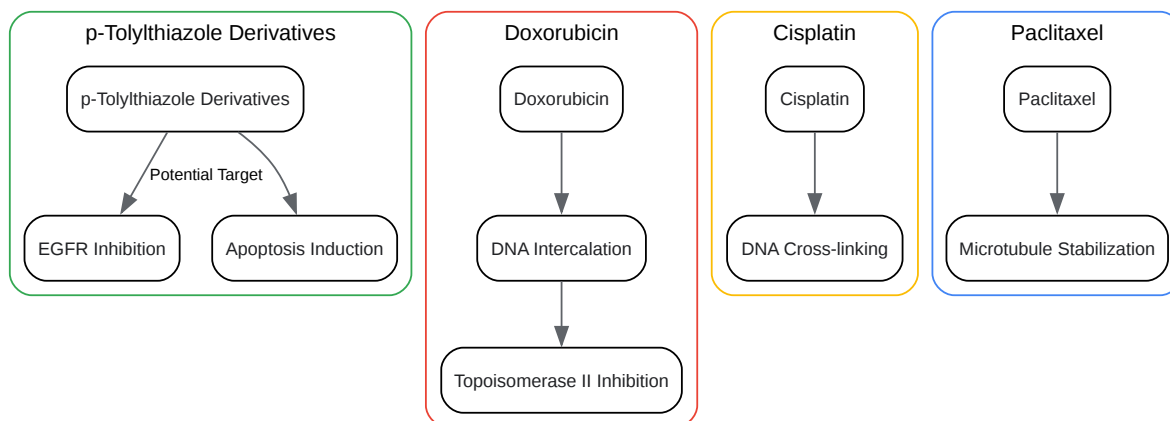 p-Tolylthiazole Derivatives
p-Tolylthiazole Derivatives
Potential Target
EGFR Inhibition
Apoptosis Induction
Doxorubicin
Doxorubicin
DNA Intercalation
Topoisomerase II Inhibition
Cisplatin
Cisplatin
DNA Cross-linking
Paclitaxel
Paclitaxel
Microtubule Stabilization